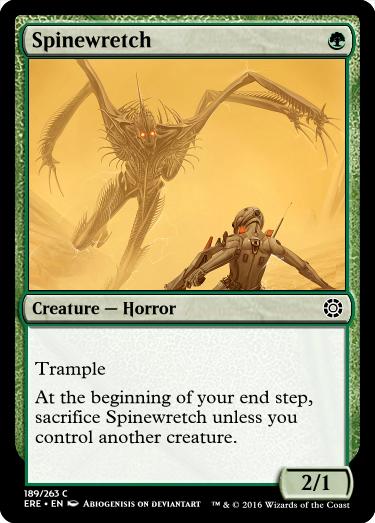 Spinewretch
Creature — Horror
Trample
At the beginning of your end step,
sacrifice Spinewretch unless you
control another creature.
2/1
189/263 C
ERE • EN Abiogenisis on deviantart ™ & © 2016 Wizards of the Coast